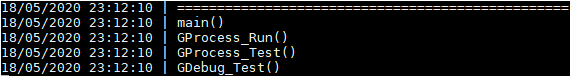 18/05/2020 23:12:10 | =================================================
18/05/2020 23:12:10 | main()
18/05/2020 23:12:10 | GProcess_Run()
18/05/2020 23:12:10 | GProcess_Test()
18/05/2020 23:12:10 | GDebug_Test()